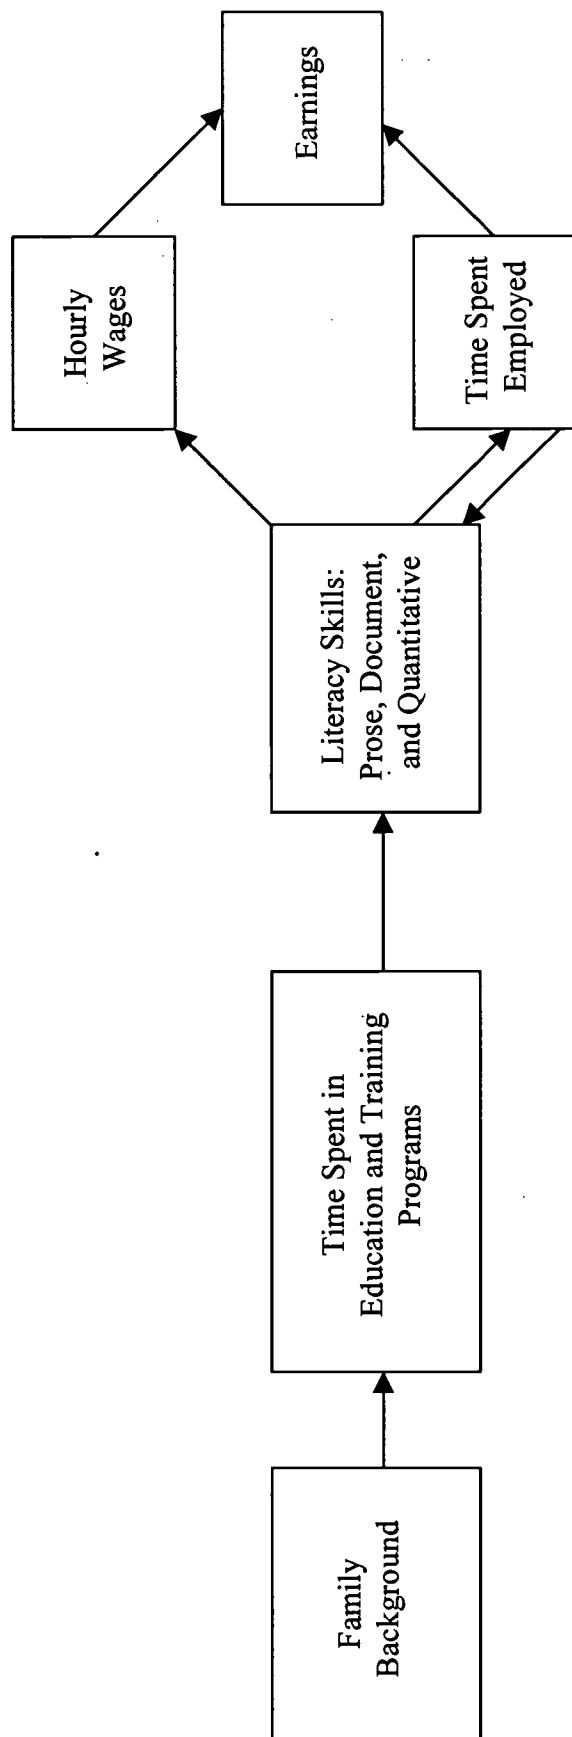 Family
Background
Time Spent in
Education and Training
Programs
Literacy Skills:
Prose, Document,
and Quantitative
Hourly
Wages
Time Spent
Employed
Earnings